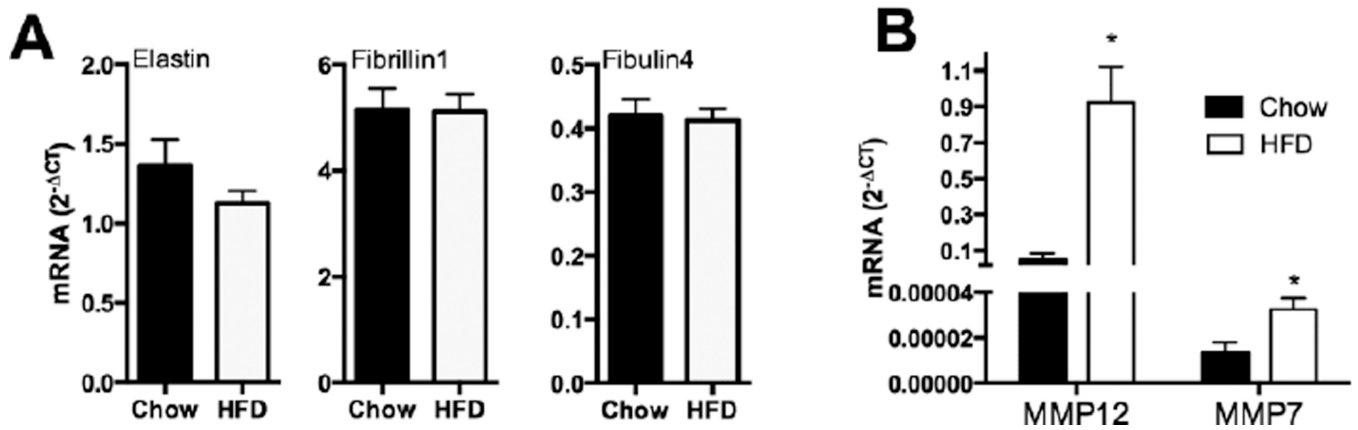 A
Elastin
mRNA (2-ΔCT)
2.0
1.5
1.0
0.5
0.0
Chow HFD
Fibrillin1
6
4
2
0
Chow HFD
Fibulin4
0.5
0.4
0.3
0.2
0.1
0.0
Chow HFD
B
mRNA (2-ΔCT)
1.1
0.9
0.7
0.5
0.3
0.1
0.00004
0.00002
0.00000
*
*
MMP12 MMP7
Chow
HFD